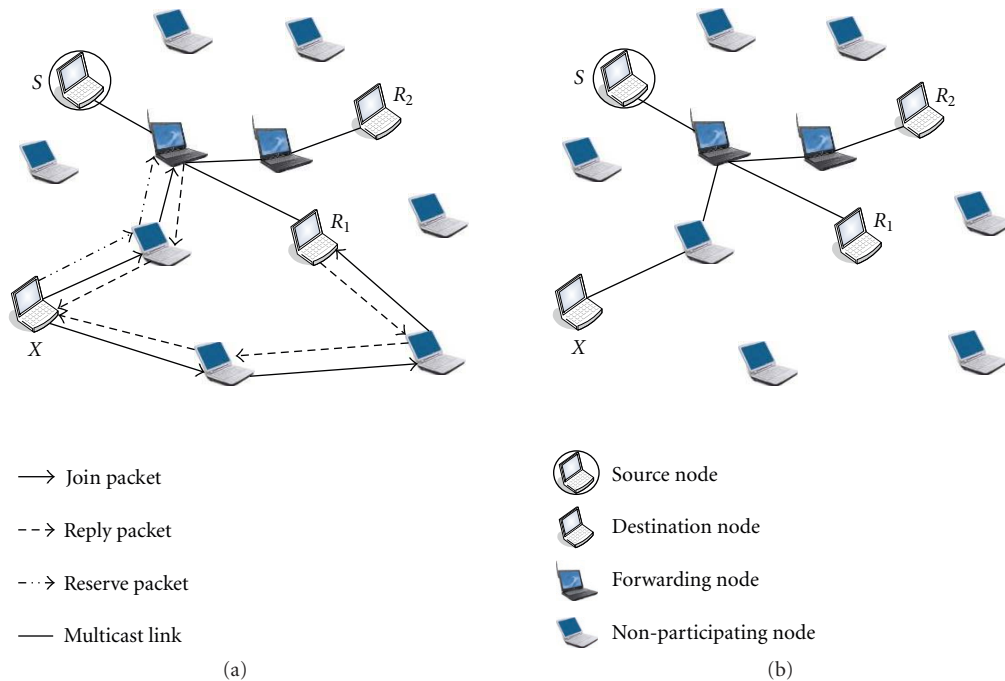 S
R2
R1
X
S
R2
R1
X
Join packet
Reply packet
Reserve packet
Multicast link
(a)
Source node
Destination node
Forwarding node
Non-participating node
(b)